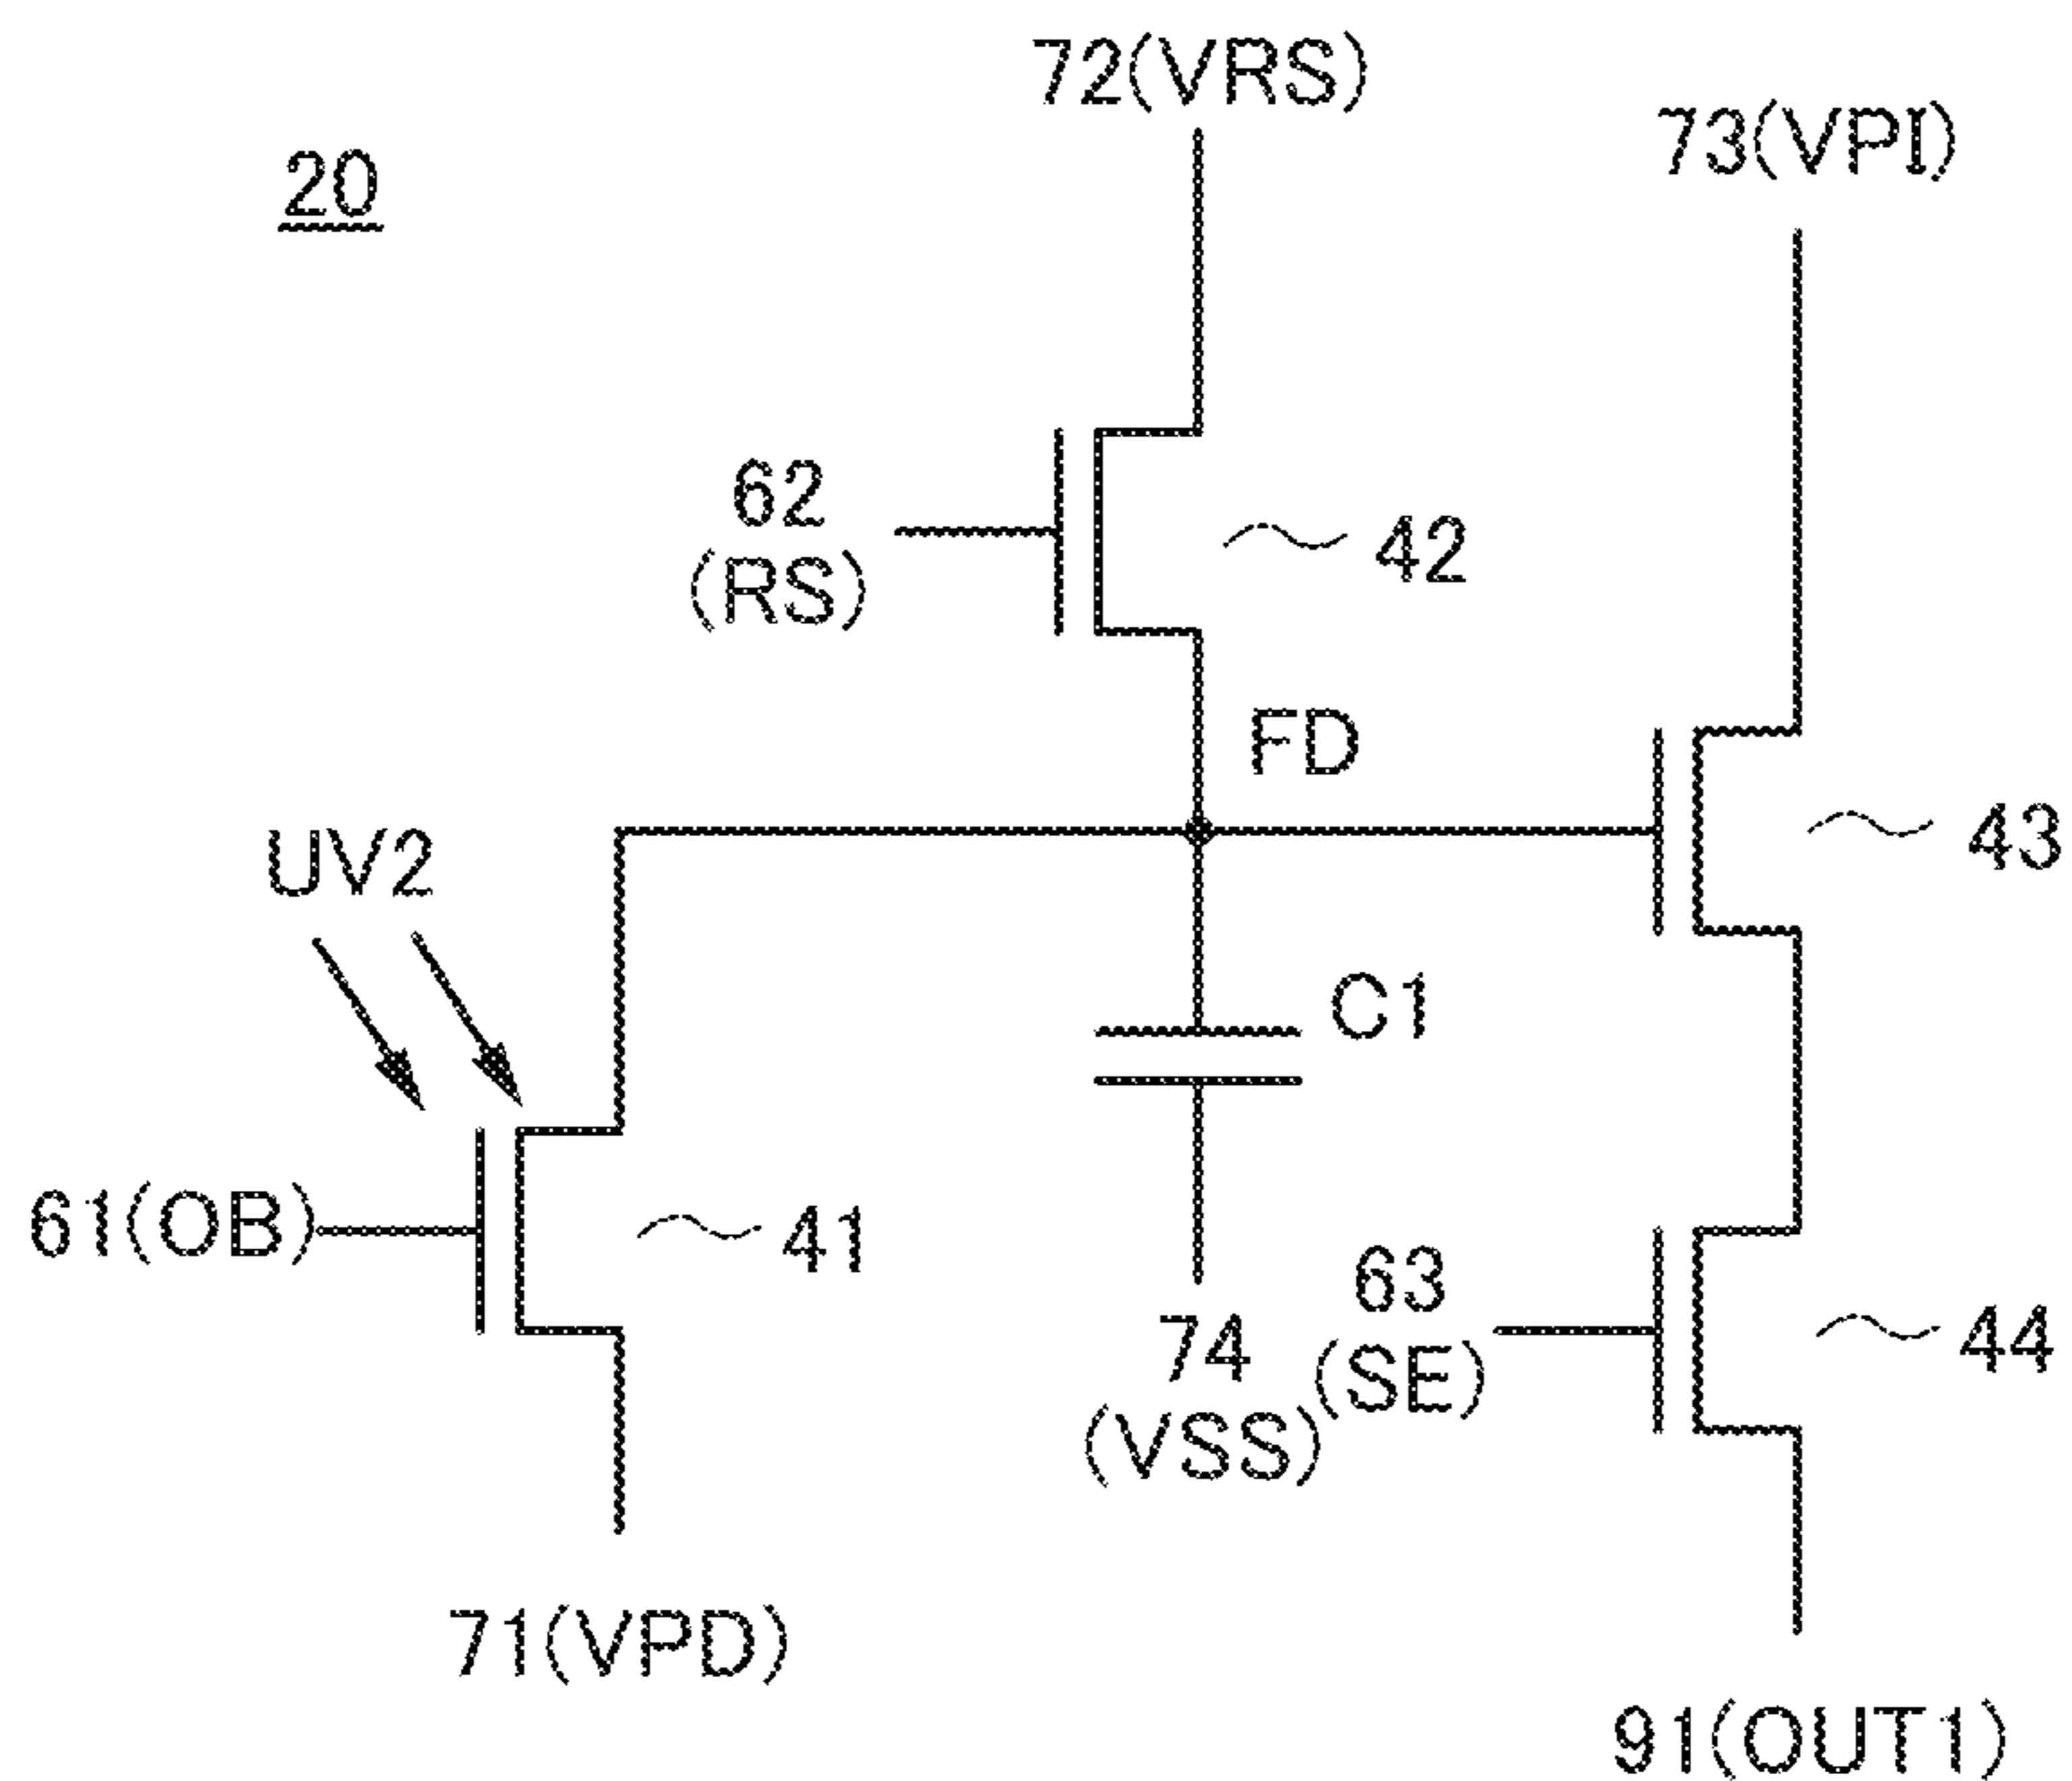 72(VRS)
73(VPI)
20
62
(RS)
42
FD
UV2
43
C1
61(OB)
41
63
(SE)
44
74
(VSS)
71(VPD)
91(OUT1)